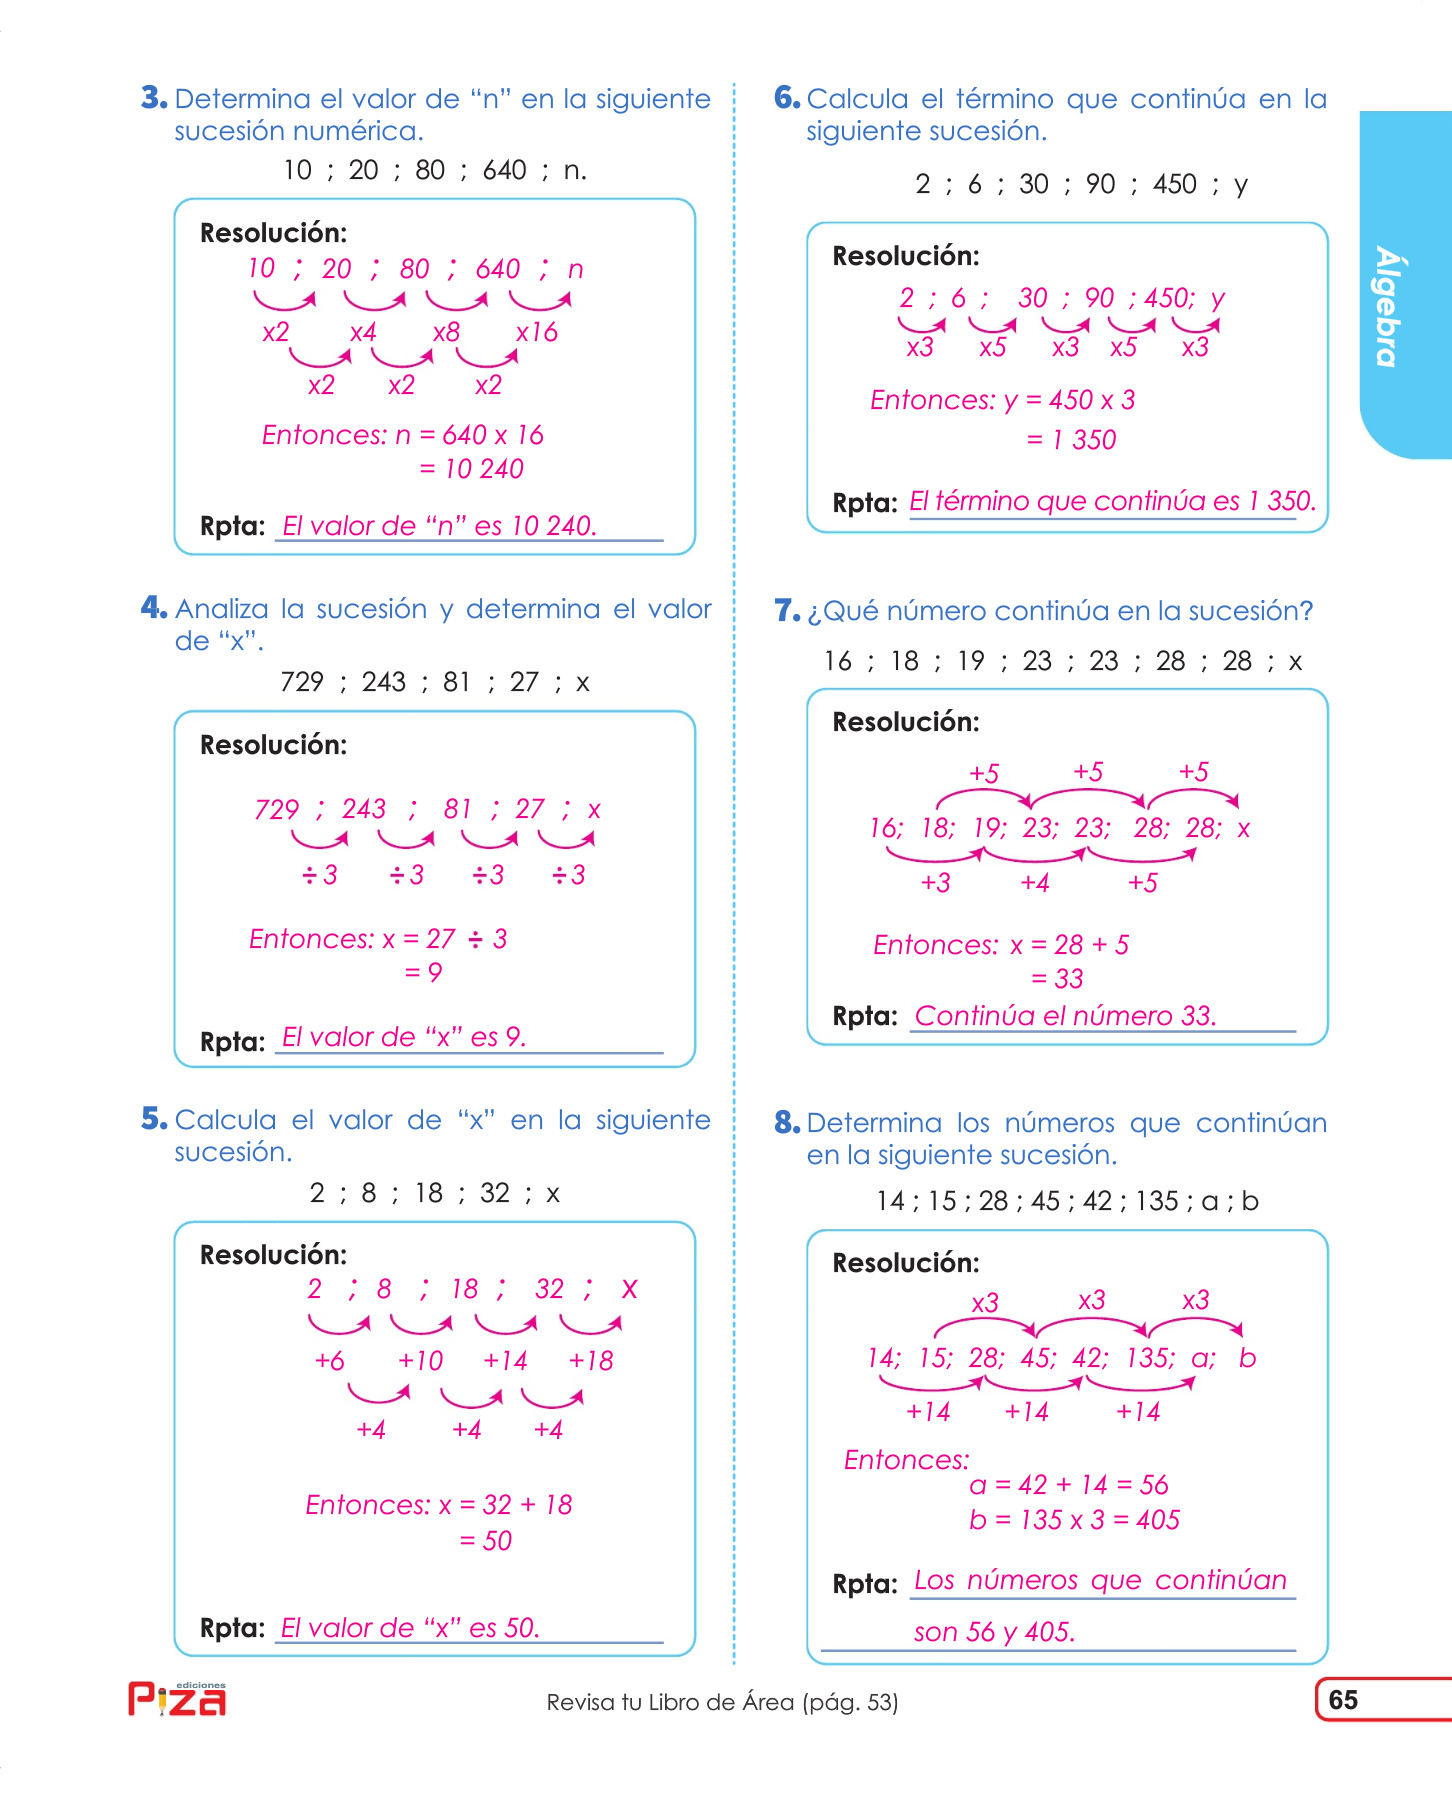 3. Determina el valor de “n” en la siguiente
sucesión numérica.
10 ; 20 ; 80 ; 640 ; n.
Resolución:
10 ; 20 ; 80 ; 640 ; n
x2 x4 x8 x16
x2 x2 x2
Entonces: n = 640 x 16
= 10 240
Rpta: El valor de “n” es 10 240.
4. Analiza la sucesión y determina el valor
de “x”.
729 ; 243 ; 81 ; 27 ; x
Resolución:
729 ; 243 ; 81 ; 27 ; x
÷3 ÷3 ÷3 ÷3
Entonces: x = 27 ÷ 3
= 9
Rpta: El valor de “x” es 9.
5. Calcula el valor de “x” en la siguiente
sucesión.
2 ; 8 ; 18 ; 32 ; x
Resolución:
2 ; 8 ; 18 ; 32 ; x
+6 +10 +14 +18
+4 +4 +4
Entonces: x = 32 + 18
= 50
Rpta: El valor de “x” es 50.
6. Calcula el término que continúa en la
siguiente sucesión.
2 ; 6 ; 30 ; 90 ; 450 ; y
Resolución:
2 ; 6 ; 30 ; 90 ; 450; y
x3 x5 x3 x5 x3
Entonces: y = 450 x 3
= 1 350
Rpta: El término que continúa es 1 350.
7. ¿Qué número continúa en la sucesión?
16 ; 18 ; 19 ; 23 ; 23 ; 28 ; 28 ; x
Resolución:
+5 +5 +5
16; 18; 19; 23; 23; 28; 28; x
+3 +4 +5
Entonces: x = 28 + 5
= 33
Rpta: Continúa el número 33.
8. Determina los números que continúan
en la siguiente sucesión.
14 ; 15 ; 28 ; 45 ; 42 ; 135 ; a ; b
Resolución:
x3 x3 x3
14; 15; 28; 45; 42; 135; a; b
+14 +14 +14
Entonces:
a = 42 + 14 = 56
b = 135 x 3 = 405
Rpta: Los números que continúan
son 56 y 405.
Álgebra
ediciones
Piza
Revisa tu Libro de Área (pág. 53)
65